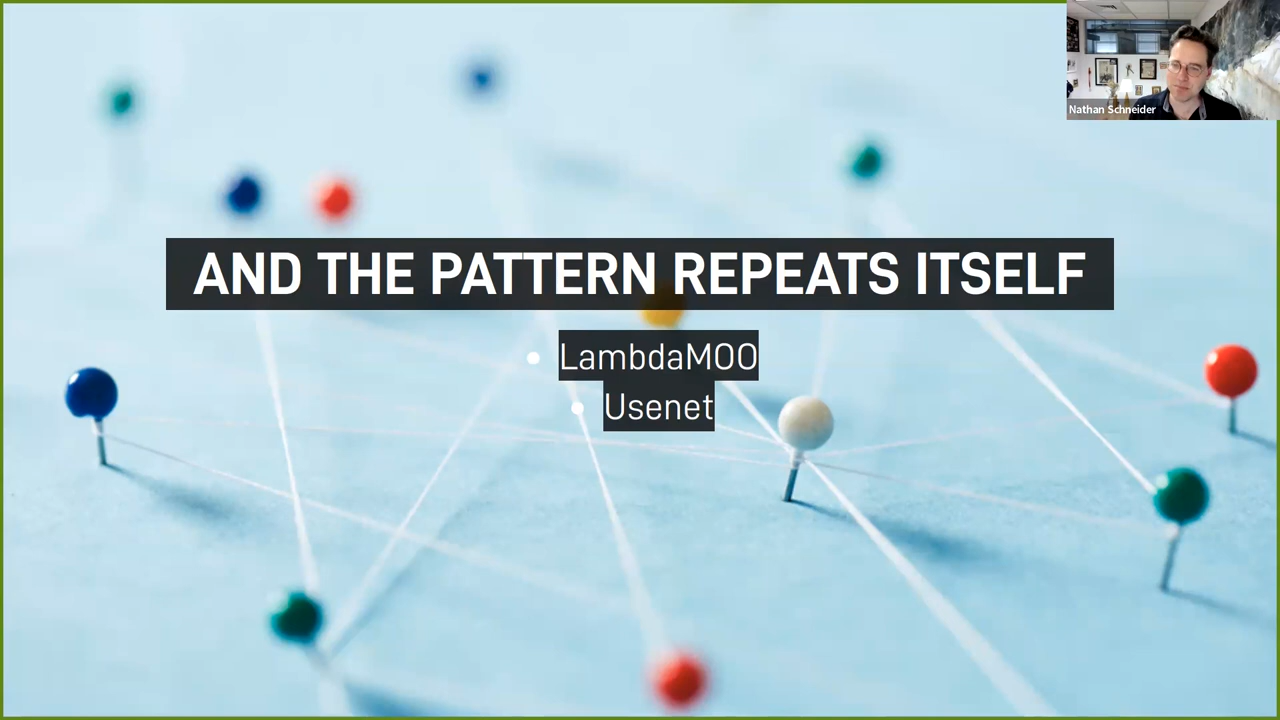 Nathan Schneider
AND THE PATTERN REPEATS ITSELF
LambdaMOO
Usenet